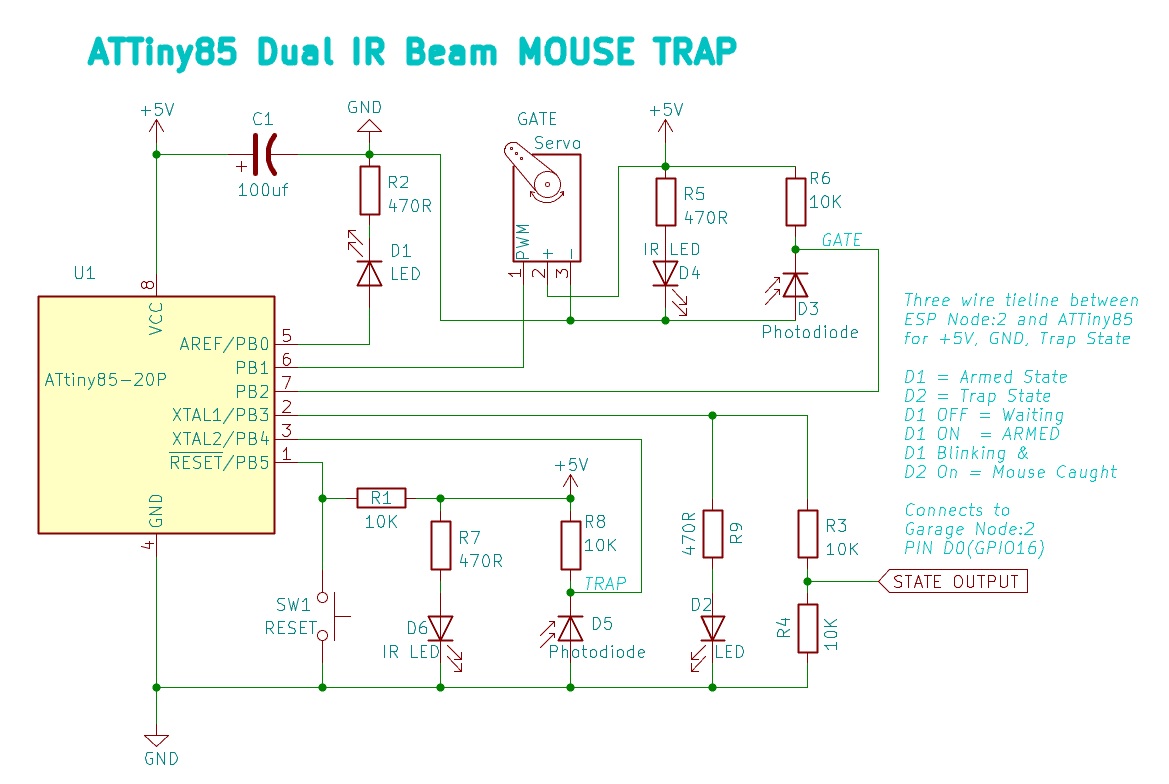 ATTiny85 Dual IR Beam MOUSE TRAP
+5V
C1
+
100uf
GND
R2
470R
D1
LED
GATE
Servo
PWM
+
-
1
2
3
+5V
R5
470R
IR LED
D4
R6
10K
GATE
D3
Photodiode
U1
8
VCC
ATtiny85-20P
AREF/PB0
5
PB1
6
PB2
7
XTAL1/PB3
2
XTAL2/PB4
3
RESET/PB5
1
GND
4
Three wire tieline between
ESP Node:2 and ATTiny85
for +5V, GND, Trap State
D1 = Armed State
D2 = Trap State
D1 OFF = Waiting
D1 ON = ARMED
D1 Blinking &
D2 On = Mouse Caught
Connects to
Garage Node:2
PIN D0(GPIO16)
R1
10K
+5V
R7
470R
R8
10K
TRAP
470R
R9
R3
10K
STATE OUTPUT
SW1
RESET
D6
IR LED
D5
Photodiode
D2
LED
R4
10K
GND